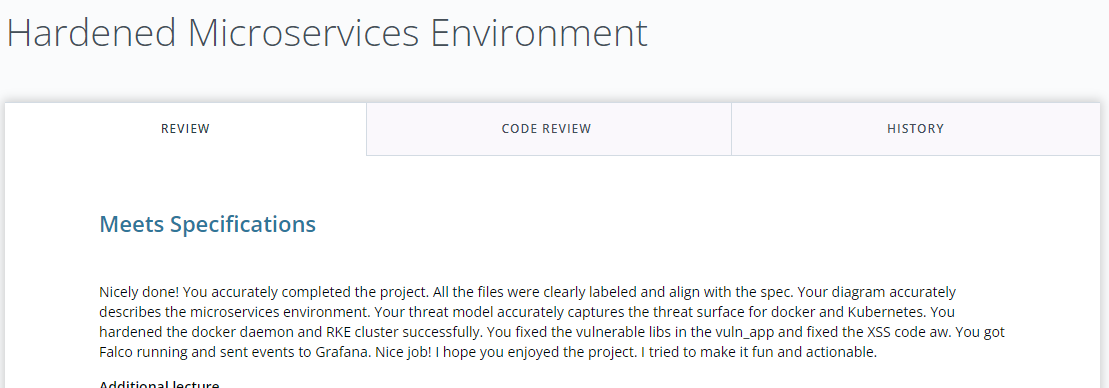 Hardened Microservices Environment
REVIEW
CODE REVIEW
HISTORY
Meets Specifications
Nicely done! You accurately completed the project. All the files were clearly labeled and align with the spec. Your diagram accurately
describes the microservices environment. Your threat model accurately captures the threat surface for docker and Kubernetes. You
hardened the docker daemon and RKE cluster successfully. You fixed the vulnerable libs in the vuln_app and fixed the XSS code aw. You got
Falco running and sent events to Grafana. Nice job! I hope you enjoyed the project. I tried to make it fun and actionable.
Additional lecture